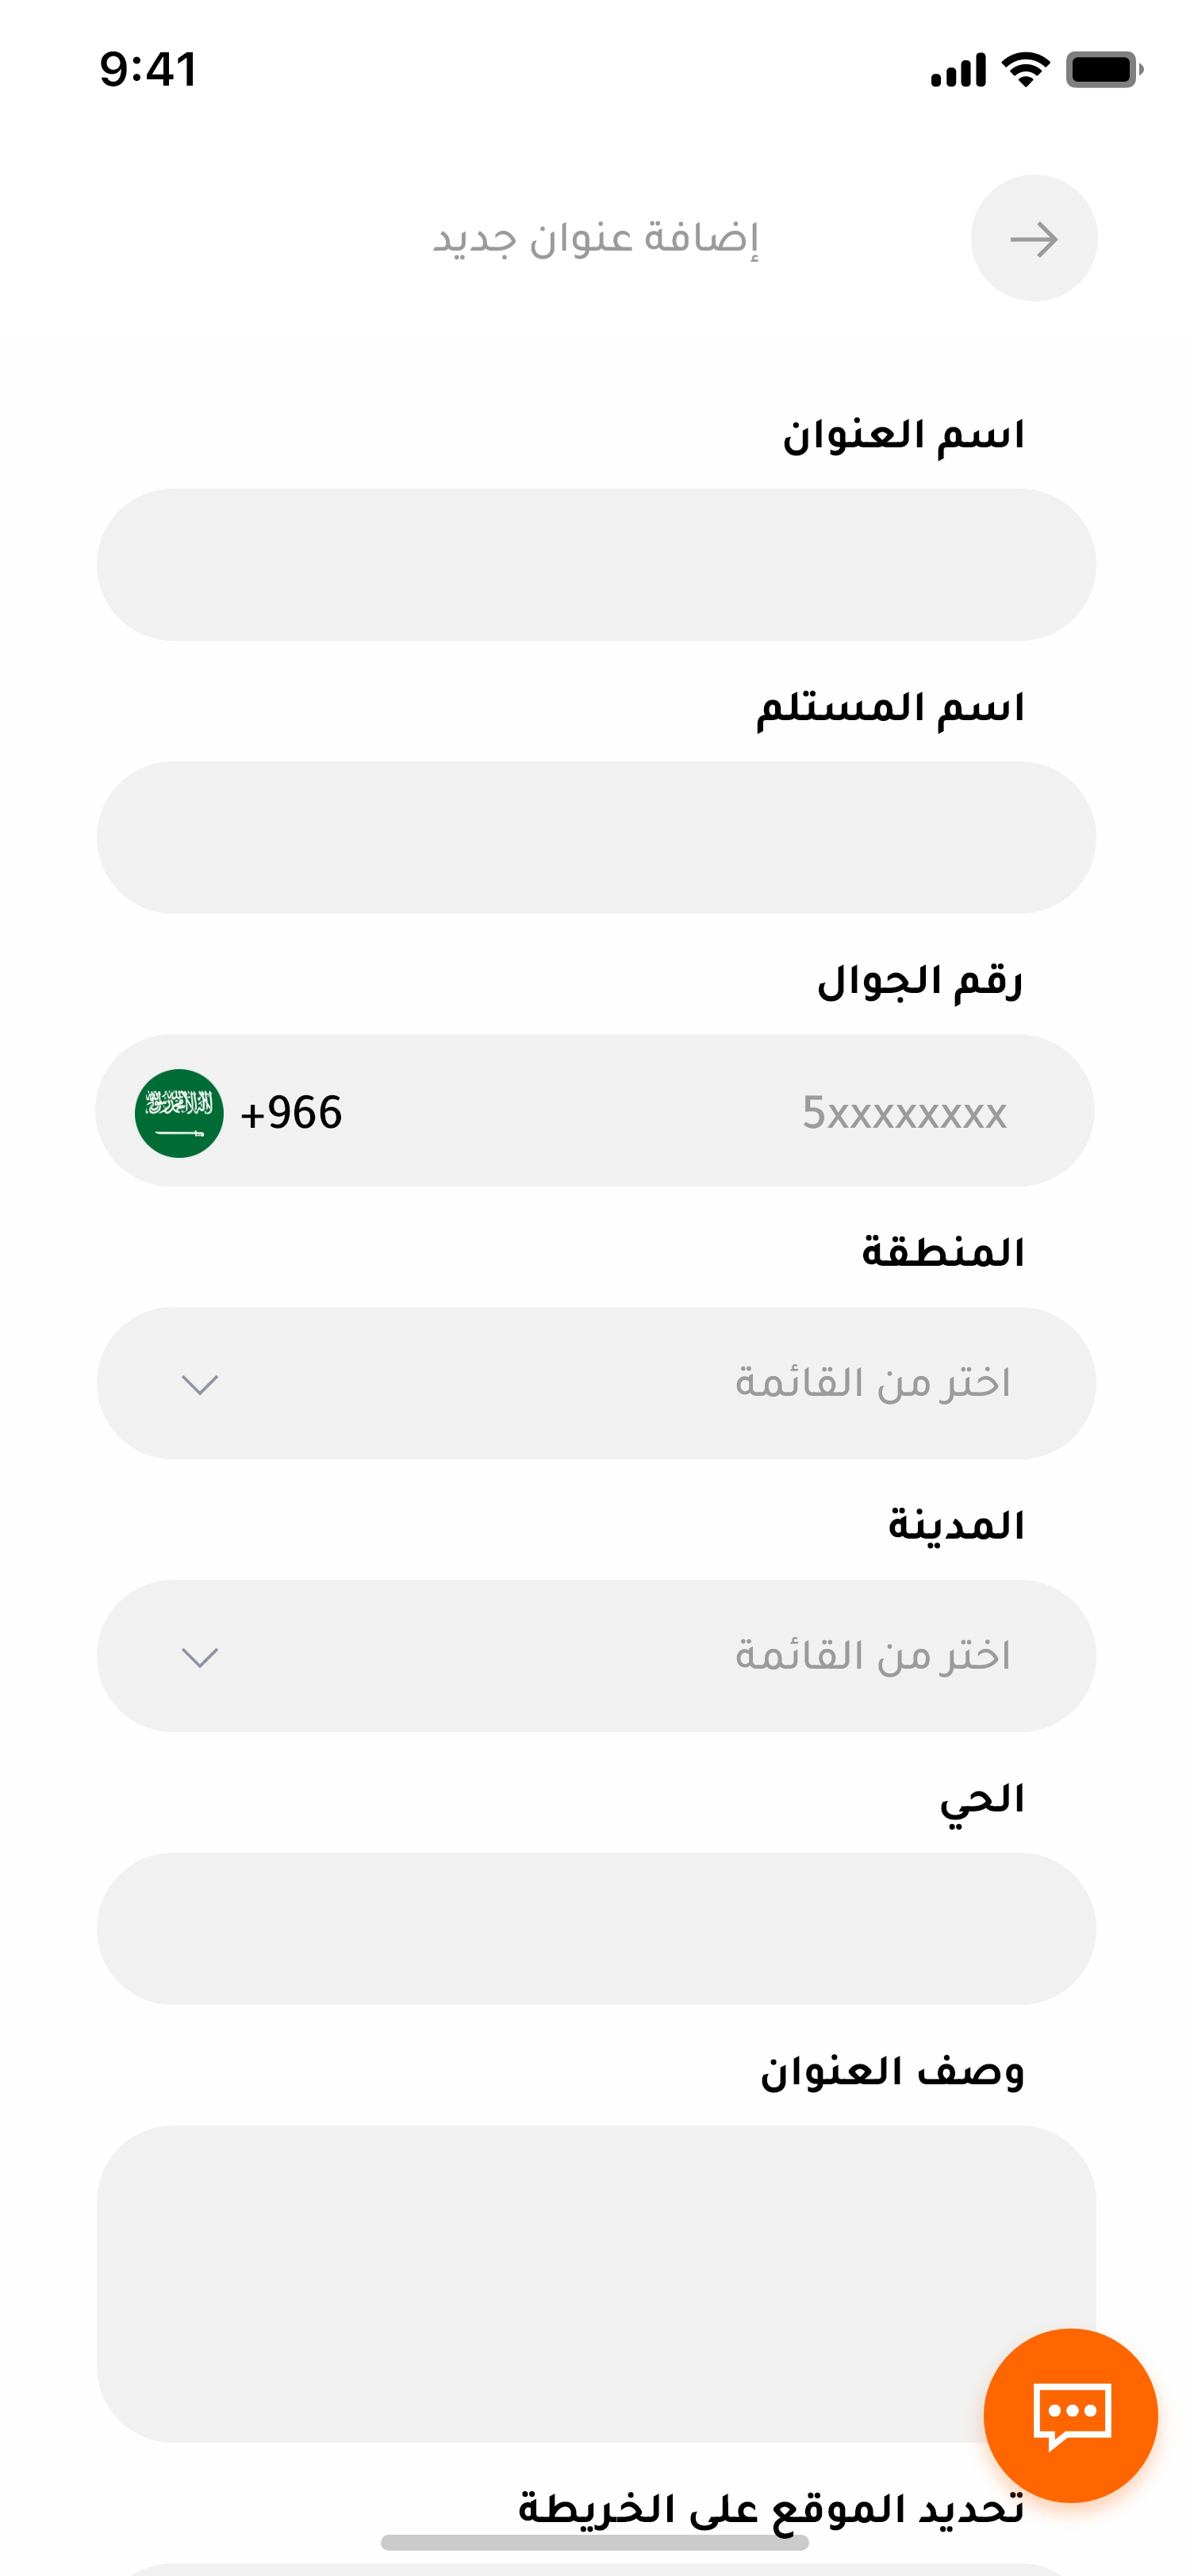 9:41
إضافة عنوان جديد
اسم العنوان
اسم المستلم
رقم الجوال
+966
5xxxxxxxx
المنطقة
اختر من القائمة
المدينة
اختر من القائمة
الحي
وصف العنوان
تحديد الموقع على الخريطة